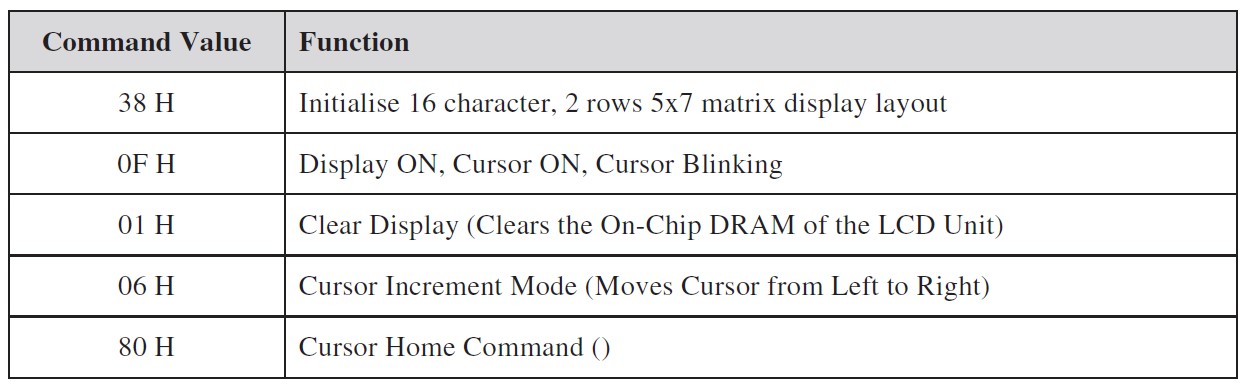 Command Value Function
38 H Initialise 16 character, 2 rows 5x7 matrix display layout
0F H Display ON, Cursor ON, Cursor Blinking
01 H Clear Display (Clears the On-Chip DRAM of the LCD Unit)
06 H Cursor Increment Mode (Moves Cursor from Left to Right)
80 H Cursor Home Command ()